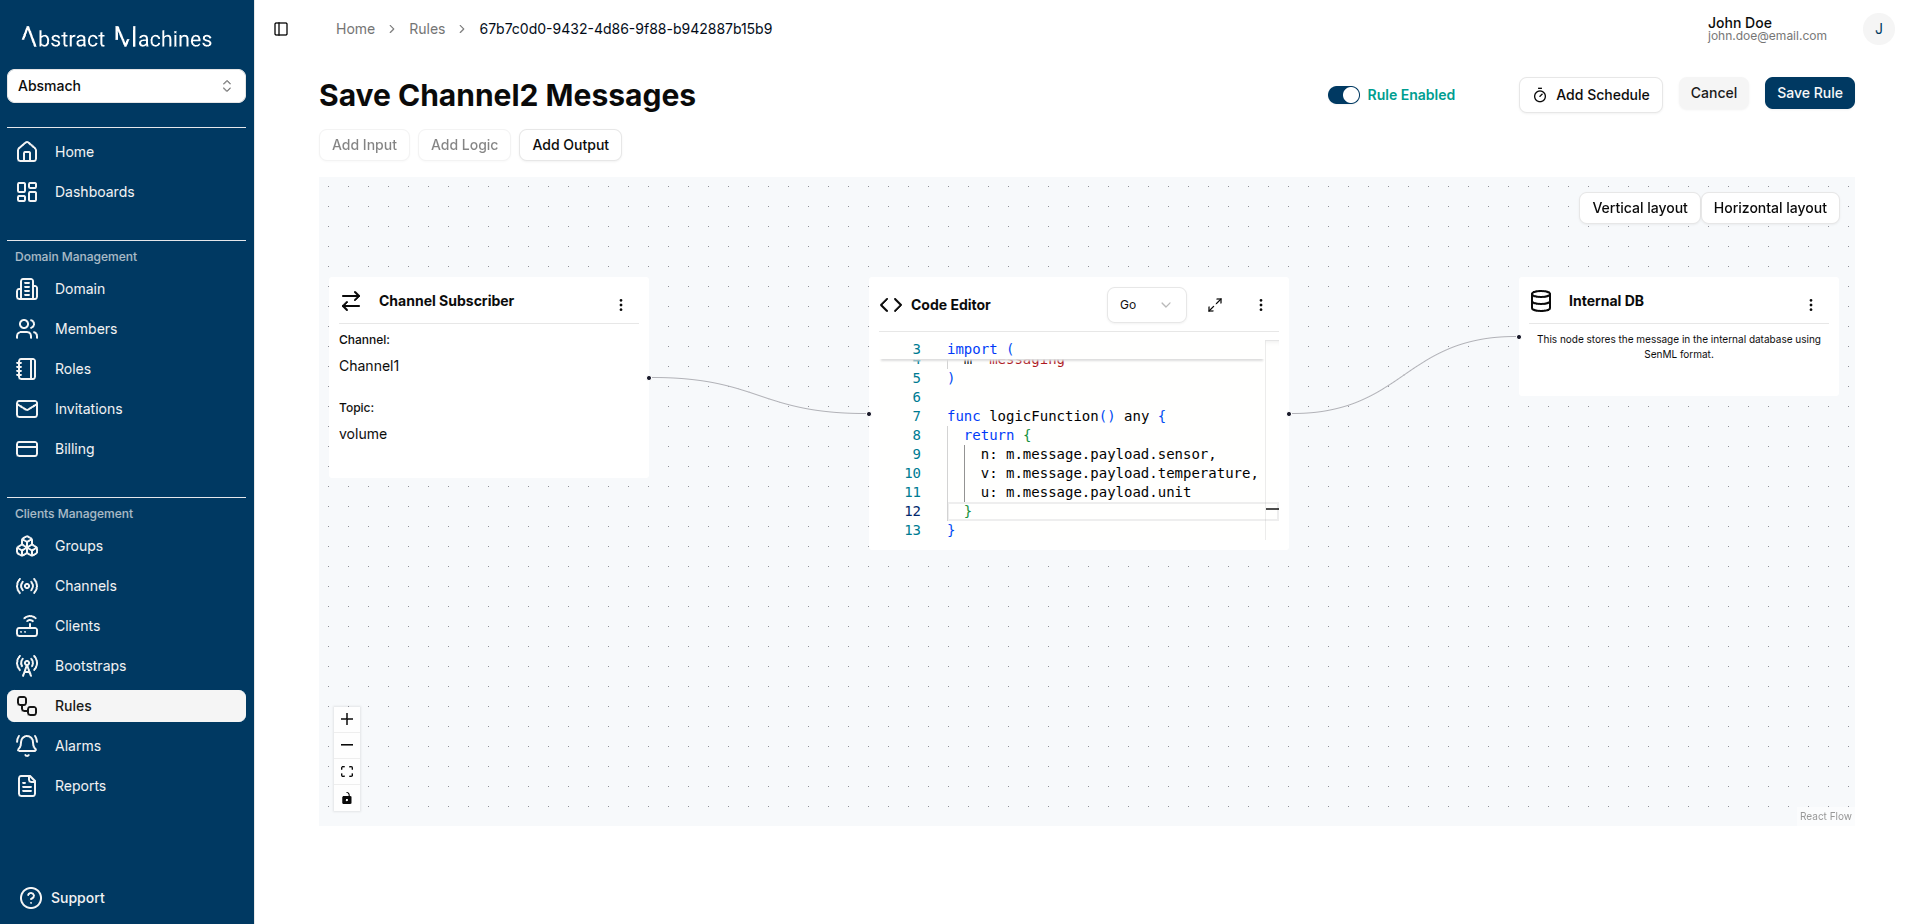 Abstract Machines
Absmach
Home
Dashboards
Domain Management
Domain
Members
Roles
Invitations
Billing
Clients Management
Groups
Channels
Clients
Bootstraps
Rules
Alarms
Reports
Support
Home > Rules > 67b7c0d0-9432-4d86-9f88-b942887b15b9
John Doe
john.doe@email.com
J
Save Channel2 Messages
Rule Enabled
Add Schedule
Cancel
Save Rule
Add Input
Add Logic
Add Output
Vertical layout
Horizontal layout
Channel Subscriber
Channel:
Channel1
Topic:
volume
Code Editor
Go
3 import (
4 m "messaging"
5 )
6
7 func logicFunction() any {
8 return {
9 n: m.message.payload.sensor,
10 v: m.message.payload.temperature,
11 u: m.message.payload.unit
12 }
13 }
Internal DB
This node stores the message in the internal database using
SenML format.
React Flow